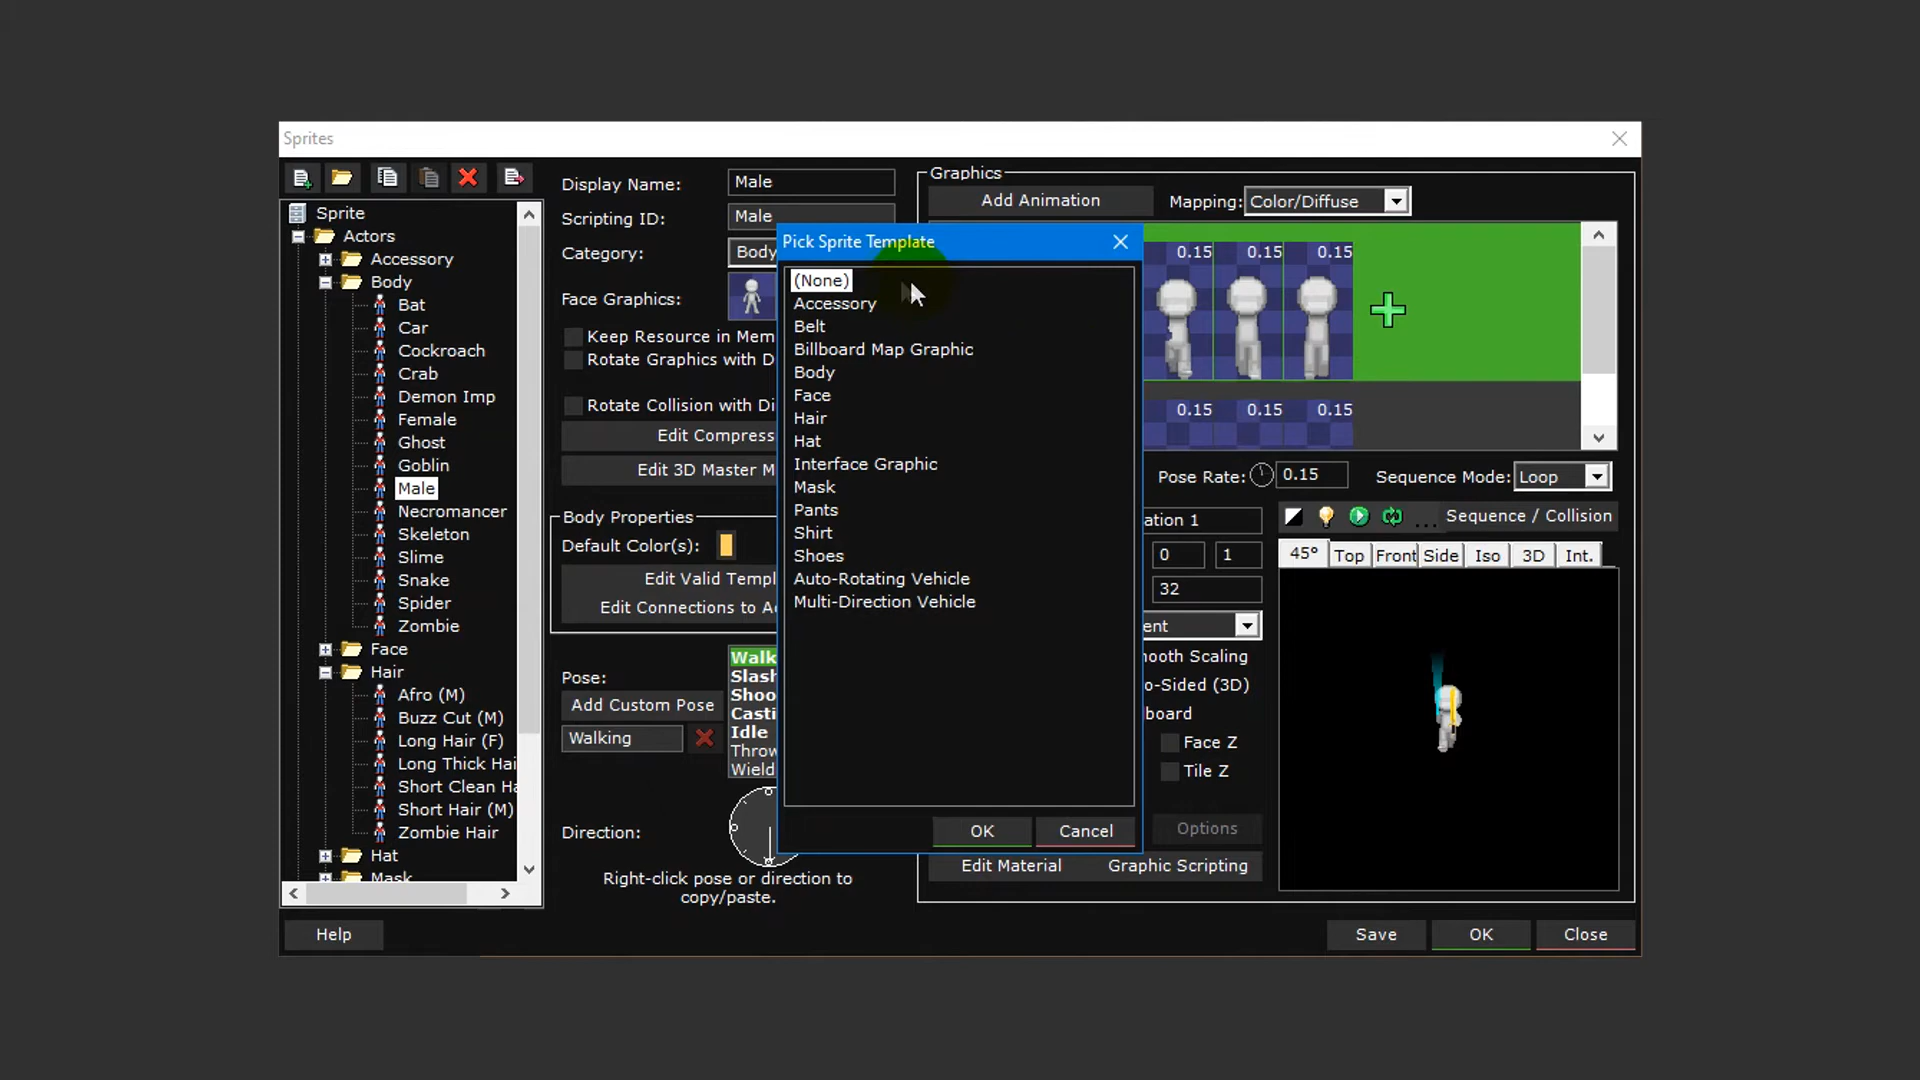 Sprites
Sprite
Actors
Accessory
Body
Bat
Car
Cockroach
Crab
Demon Imp
Female
Ghost
Goblin
Male
Necromancer
Skeleton
Slime
Snake
Spider
Zombie
Face
Hair
Afro (M)
Buzz Cut (M)
Long Hair (F)
Long Thick Hai
Short Clean Ha
Short Hair (M)
Zombie Hair
Hat
Mask
Help
Display Name: Male
Scripting ID: Male
Category: Body
Face Graphics:
Keep Resource in Mem
Rotate Graphics with D
Rotate Collision with Di
Edit Compress
Edit 3D Master M
Body Properties
Default Color(s):
Edit Valid Templ
Edit Connections to A
Pose:
Add Custom Pose
Walking
Walk
Slash
Shoo
Casti
Idle
Throw
Wield
Direction:
Right-click pose or direction to
copy/paste.
Pick Sprite Template
(None)
Accessory
Belt
Billboard Map Graphic
Body
Face
Hair
Hat
Interface Graphic
Mask
Pants
Shirt
Shoes
Auto-Rotating Vehicle
Multi-Direction Vehicle
OK Cancel
Graphics
Add Animation Mapping: Color/Diffuse
0.15 0.15 0.15
0.15 0.15 0.15
Pose Rate: 0.15 Sequence Mode: Loop
ation 1
... Sequence / Collision
0 1
45° Top Front Side Iso 3D Int.
32
ent
ooth Scaling
o-Sided (3D)
board
Face Z
Tile Z
Options
Edit Material Graphic Scripting
Save OK Close